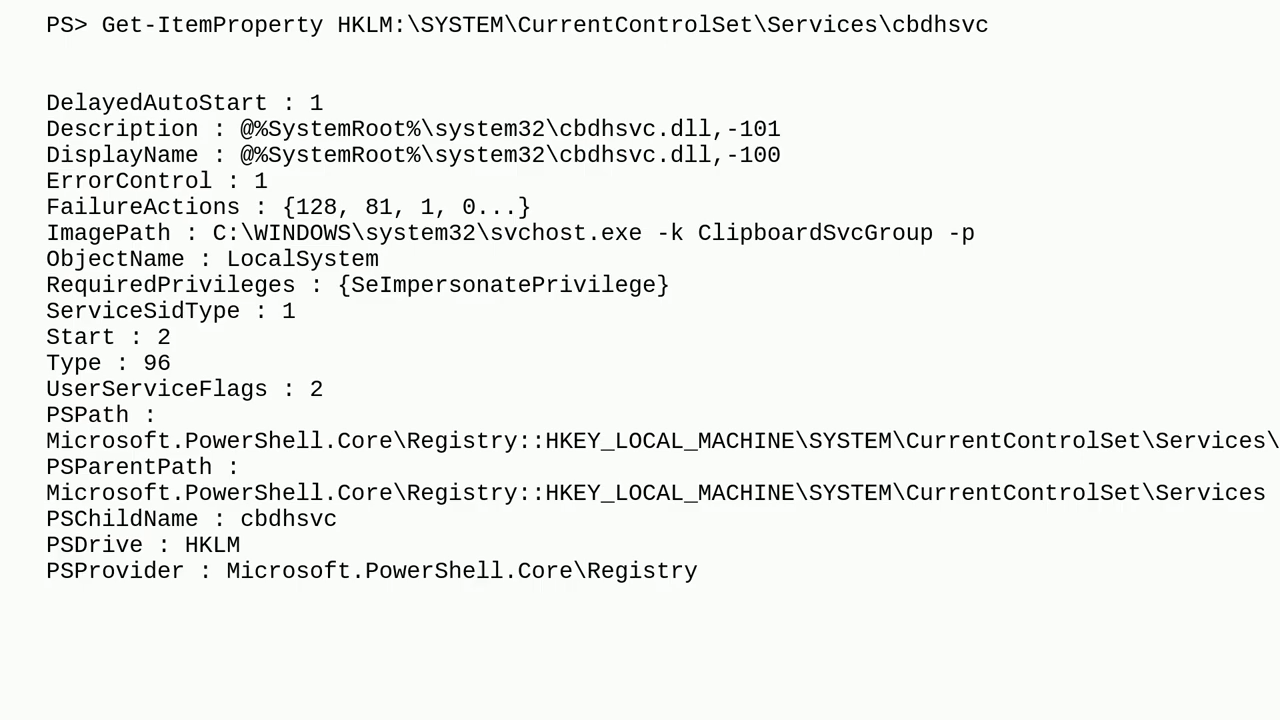 PS> Get-ItemProperty HKLM:\SYSTEM\CurrentControlSet\Services\cbdhsvc
DelayedAutoStart : 1
Description : @%SystemRoot%\system32\cbdhsvc.dll,-101
DisplayName : @%SystemRoot%\system32\cbdhsvc.dll,-100
ErrorControl : 1
FailureActions : {128, 81, 1, 0...}
ImagePath : C:\WINDOWS\system32\svchost.exe -k ClipboardSvcGroup -p
ObjectName : LocalSystem
RequiredPrivileges : {SeImpersonatePrivilege}
ServiceSidType : 1
Start : 2
Type : 96
UserServiceFlags : 2
PSPath :
Microsoft.PowerShell.Core\Registry::HKEY_LOCAL_MACHINE\SYSTEM\CurrentControlSet\Services\
PSParentPath :
Microsoft.PowerShell.Core\Registry::HKEY_LOCAL_MACHINE\SYSTEM\CurrentControlSet\Services
PSChildName : cbdhsvc
PSDrive : HKLM
PSProvider : Microsoft.PowerShell.Core\Registry